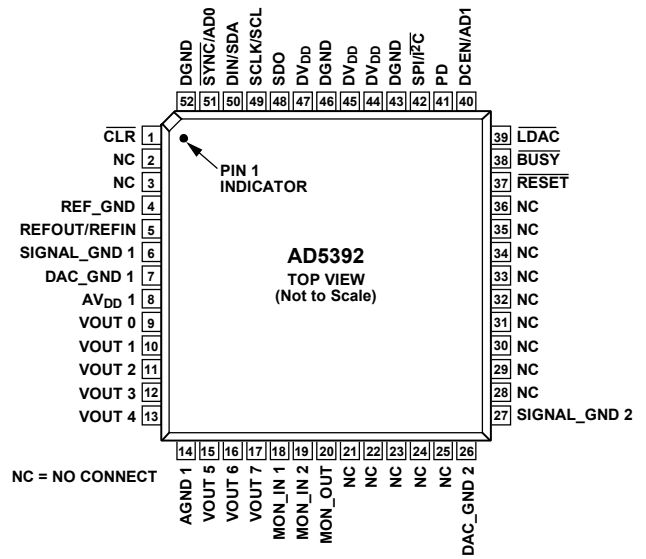 DGND
SYNC/AD0
DIN/SDA
SCLK/SCL
SDO
DVDD
DGND
DVDD
DVDD
DGND
SPI/I2C
PD
DCEN/AD1
52 51 50 49 48 47 46 45 44 43 42 41 40
CLR 1
NC 2
NC 3
REF_GND 4
REFOUT/REFIN 5
SIGNAL_GND 1 6
DAC_GND 1 7
AVDD 1 8
VOUT 0 9
VOUT 1 10
VOUT 2 11
VOUT 3 12
VOUT 4 13
PIN 1
INDICATOR
AD5392
TOP VIEW
(Not to Scale)
39 LDAC
38 BUSY
37 RESET
36 NC
35 NC
34 NC
33 NC
32 NC
31 NC
30 NC
29 NC
28 NC
27 SIGNAL_GND 2
14 15 16 17 18 19 20 21 22 23 24 25 26
AGND 1
VOUT 5
VOUT 6
VOUT 7
MON_IN 1
MON_IN 2
MON_OUT
NC
NC
NC
NC
NC
DAC_GND 2
NC = NO CONNECT